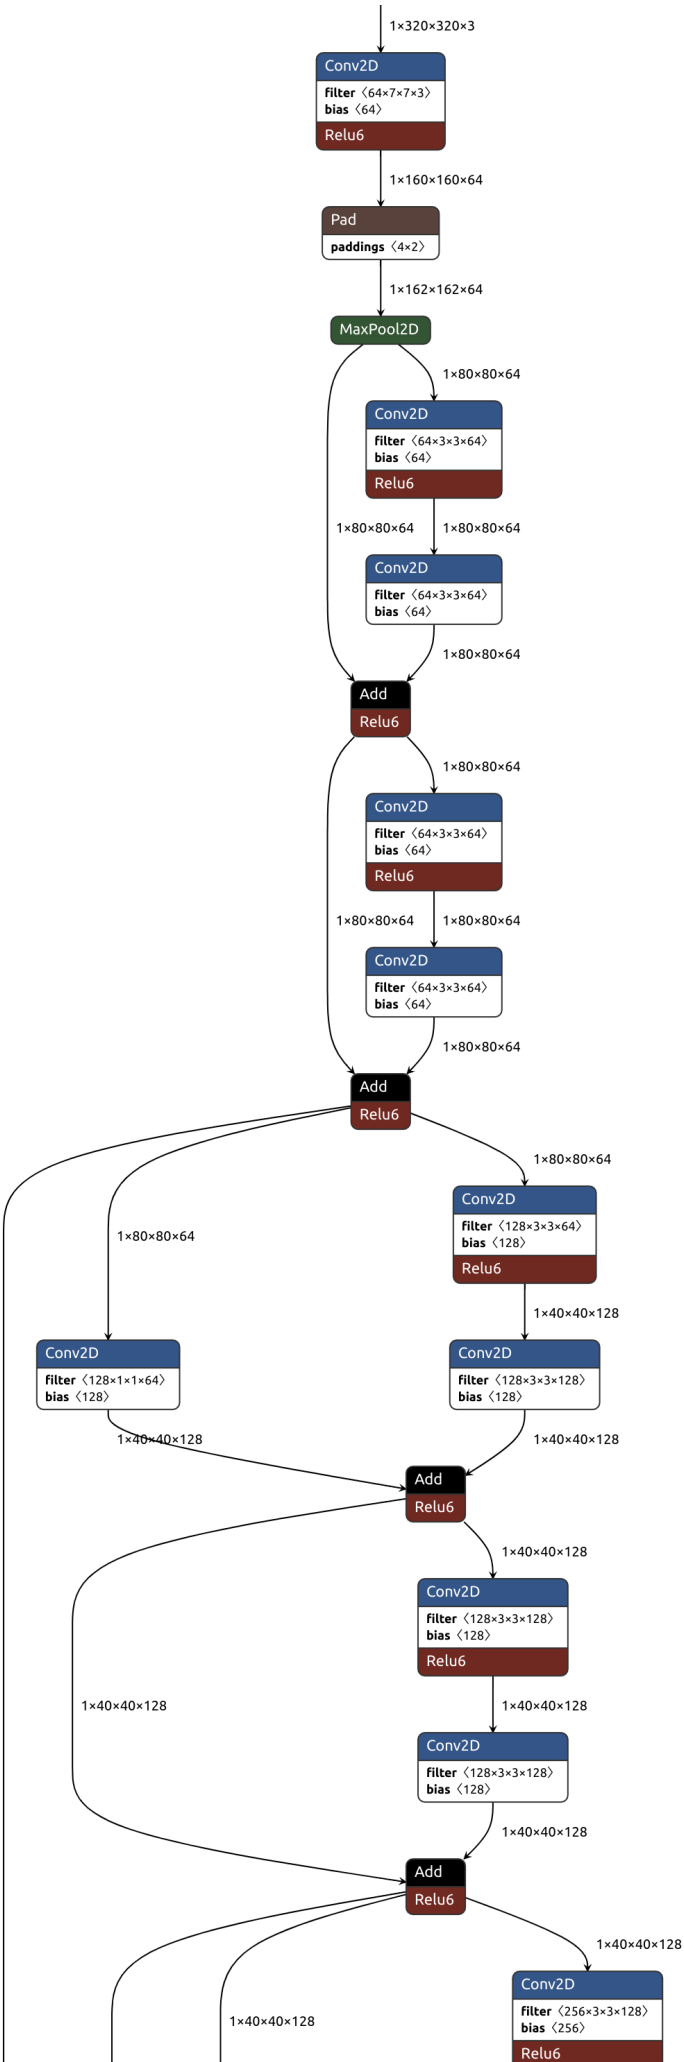 1×320×320×3
Conv2D
filter〈64×7×7×3〉
bias〈64〉
Relu6
1×160×160×64
Pad
paddings〈4×2〉
1×162×162×64
MaxPool2D
1×80×80×64
Conv2D
filter〈64×3×3×64〉
bias〈64〉
Relu6
1×80×80×64 1×80×80×64
Conv2D
filter〈64×3×3×64〉
bias〈64〉
1×80×80×64
Add
Relu6
1×80×80×64
Conv2D
filter〈64×3×3×64〉
bias〈64〉
Relu6
1×80×80×64 1×80×80×64
Conv2D
filter〈64×3×3×64〉
bias〈64〉
1×80×80×64
Add
Relu6
1×80×80×64
Conv2D
filter〈128×3×3×64〉
1×80×80×64
bias〈128〉
Relu6
1×40×40×128
Conv2D
filter〈128×1×1×64〉
bias〈128〉
Conv2D
filter〈128×3×3×128〉
bias〈128〉
1×40×40×128 1×40×40×128
Add
Relu6
1×40×40×128
Conv2D
filter〈128×3×3×128〉
bias〈128〉
Relu6
1×40×40×128 1×40×40×128
Conv2D
filter〈128×3×3×128〉
bias〈128〉
1×40×40×128
Add
Relu6
1×40×40×128
Conv2D
filter〈256×3×3×128〉
1×40×40×128
bias〈256〉
Relu6